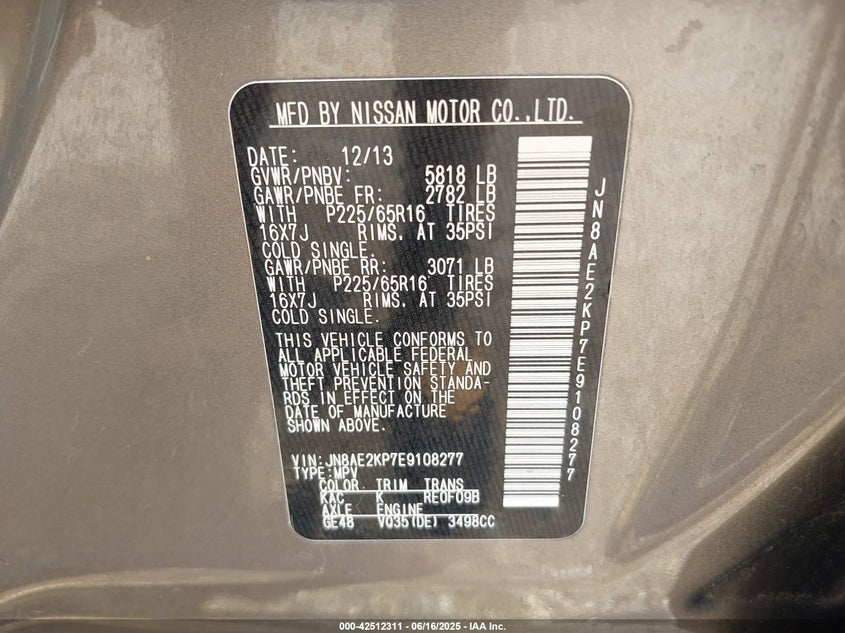 MFD BY NISSAN MOTOR CO.,LTD.
DATE: 12/13
GVWR/PNBV: 5818 LB
GAWR/PNBE FR: 2782 LB
WITH P225/65R16 TIRES
16X7J RIMS, AT 35PSI
COLD SINGLE.
GAWR/PNBE RR: 3071 LB
WITH P225/65R16 TIRES
16X7J RIMS, AT 35PSI
COLD SINGLE.
THIS VEHICLE CONFORMS TO
ALL APPLICABLE FEDERAL
MOTOR VEHICLE SAFETY AND
THEFT PREVENTION STANDA-
RDS IN EFFECT ON THE
DATE OF MANUFACTURE
SHOWN ABOVE.
VIN:JN8AE2KP7E9108277
TYPE:MPV
COLOR TRIM TRANS
KAC K RE0F09B
AXLE ENGINE
GE48 VQ35(DE) 3498CC
JN8AE2KP7E9108277
000-42512311 - 06/16/2025 - IAA Inc.